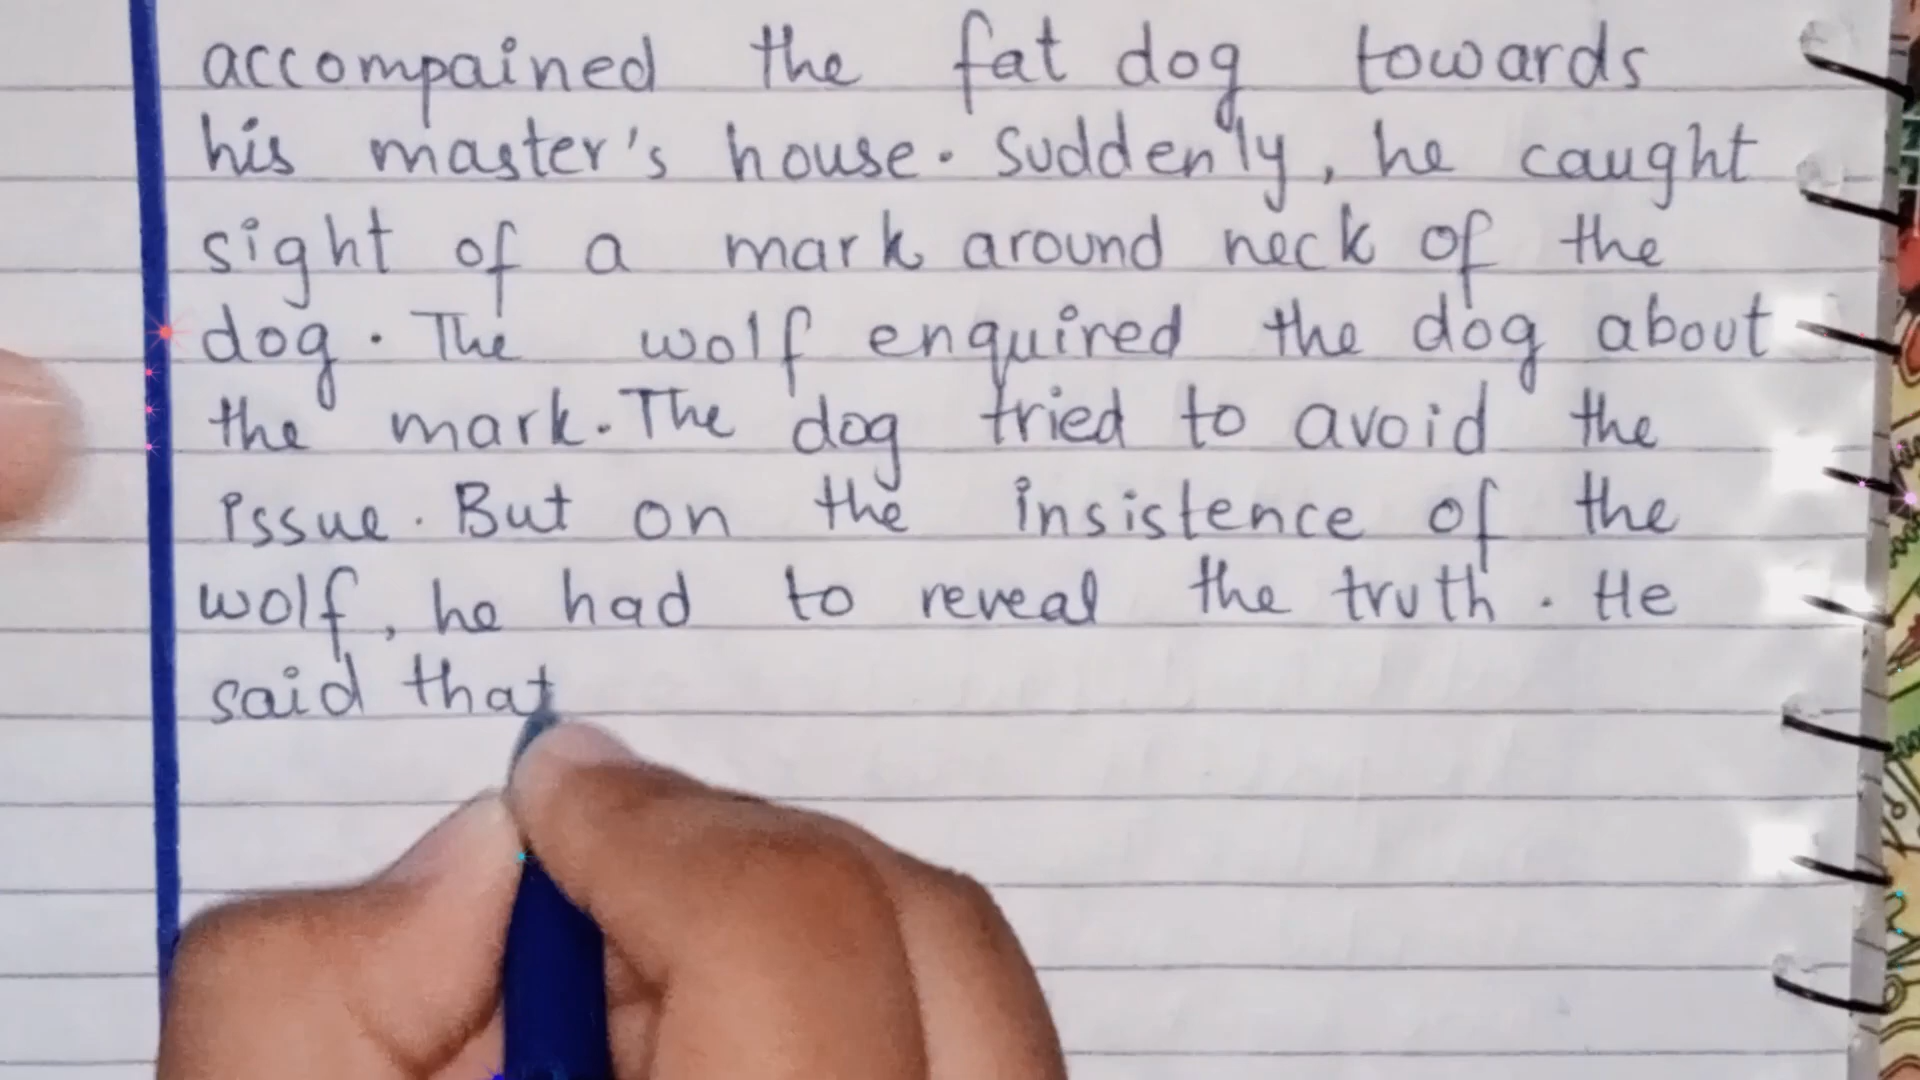 accompained the fat dog towards
his master's house. Suddenly, he caught
sight of a mark around neck of the
dog. The wolf enquired the dog about
the mark. The dog tried to avoid the
issue. But on the insistence of the
wolf, he had to reveal the truth. He
said that